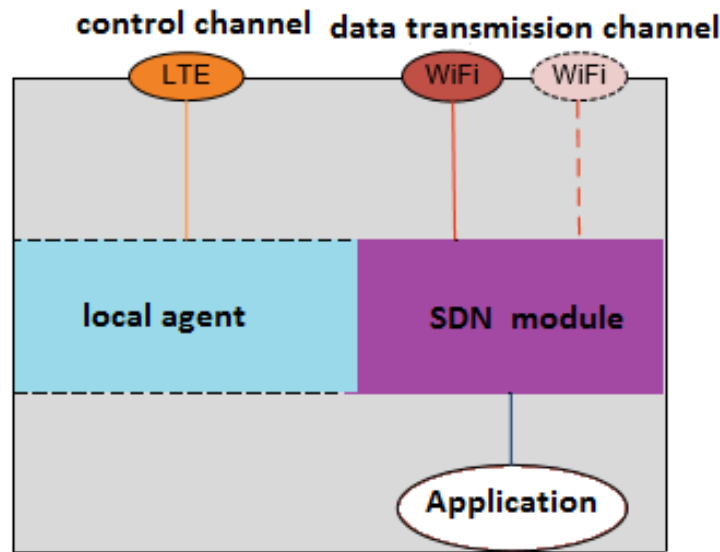 control channel data transmission channel
LTE WiFi WiFi
local agent SDN module
Application